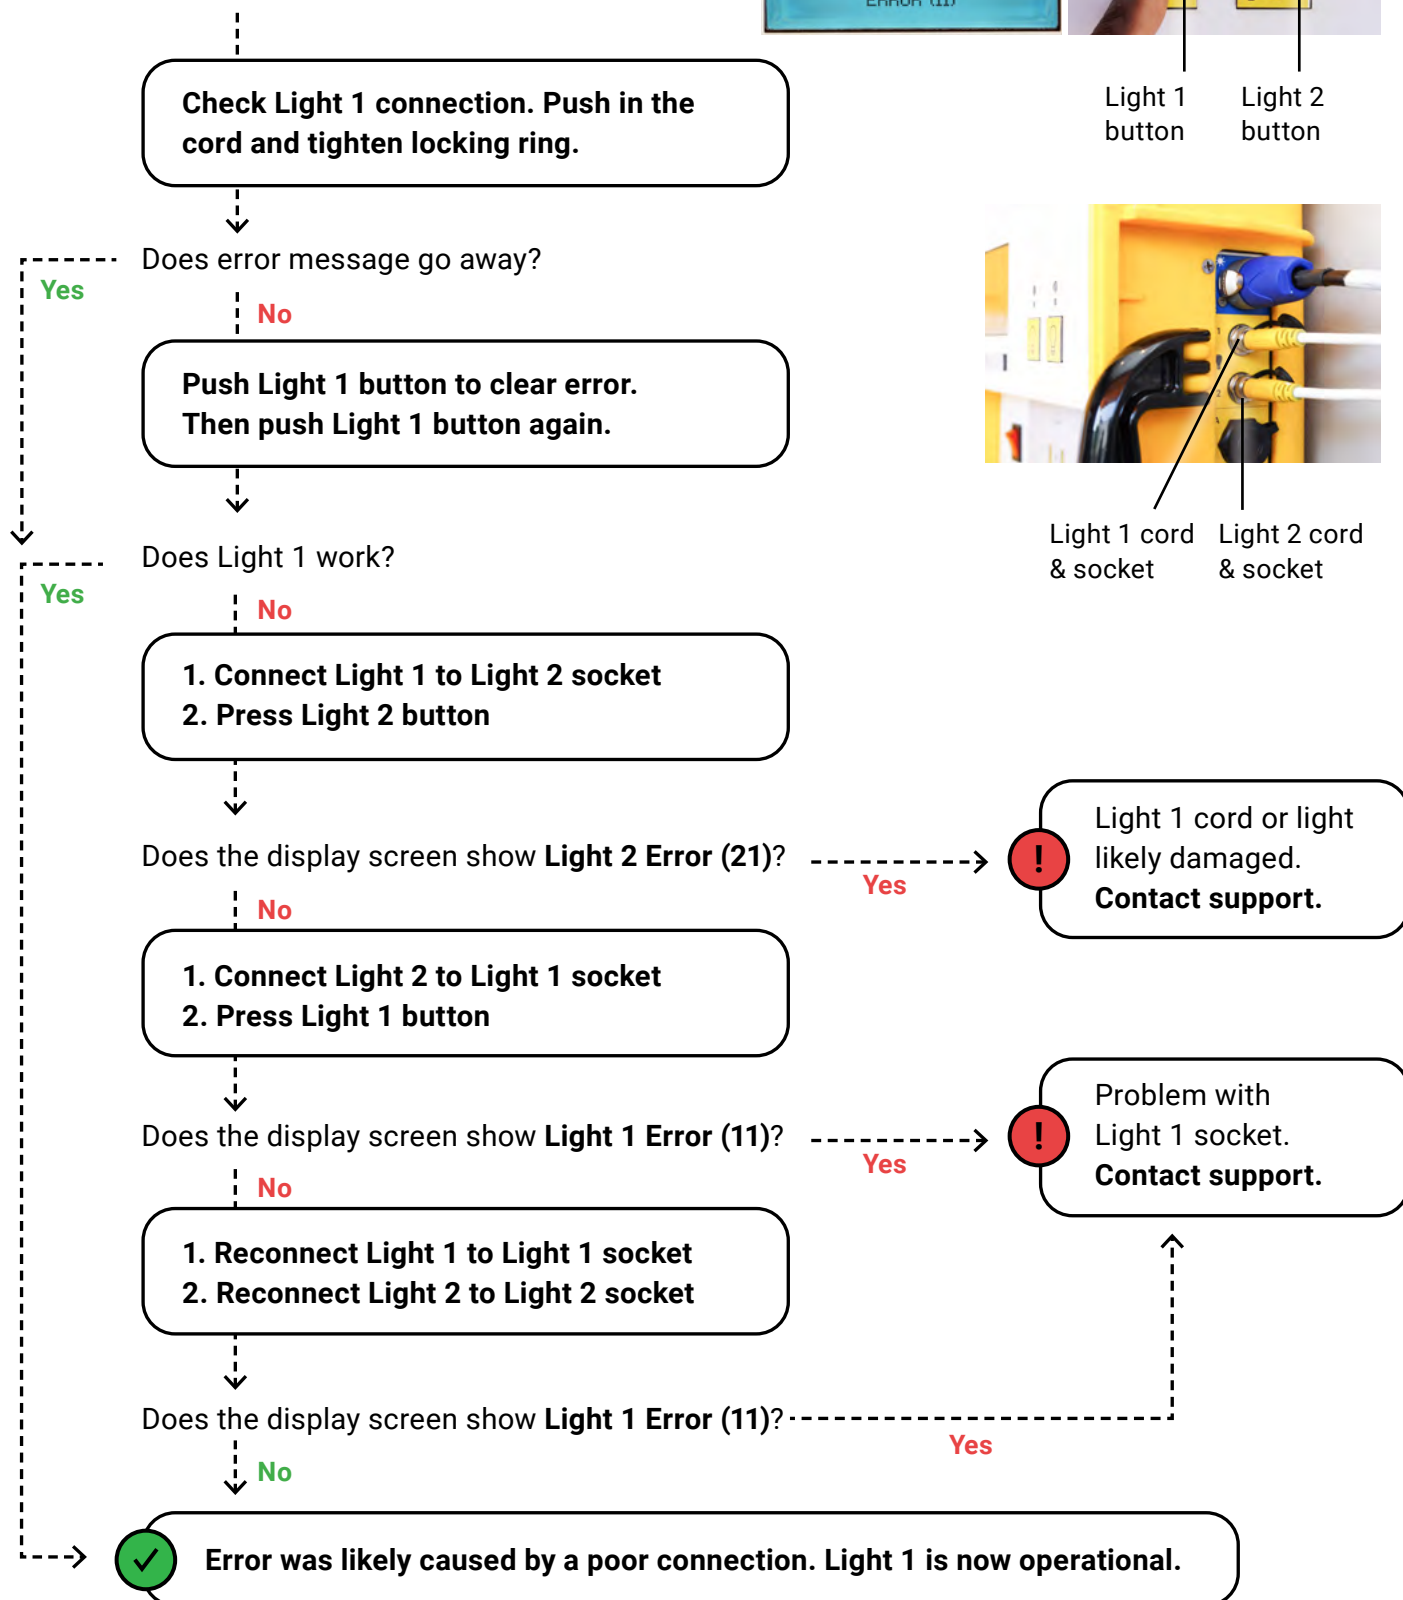 ERROR (11)
Light 1
button
Light 2
button
Check Light 1 connection. Push in the
cord and tighten locking ring.
Does error message go away?
Yes
No
Push Light 1 button to clear error.
Then push Light 1 button again.
Light 1 cord
& socket
Light 2 cord
& socket
Does Light 1 work?
Yes
No
1. Connect Light 1 to Light 2 socket
2. Press Light 2 button
Does the display screen show Light 2 Error (21)?
Yes
Light 1 cord or light
likely damaged.
Contact support.
No
1. Connect Light 2 to Light 1 socket
2. Press Light 1 button
Does the display screen show Light 1 Error (11)?
Yes
Problem with
Light 1 socket.
Contact support.
No
1. Reconnect Light 1 to Light 1 socket
2. Reconnect Light 2 to Light 2 socket
Does the display screen show Light 1 Error (11)?
Yes
No
Error was likely caused by a poor connection. Light 1 is now operational.